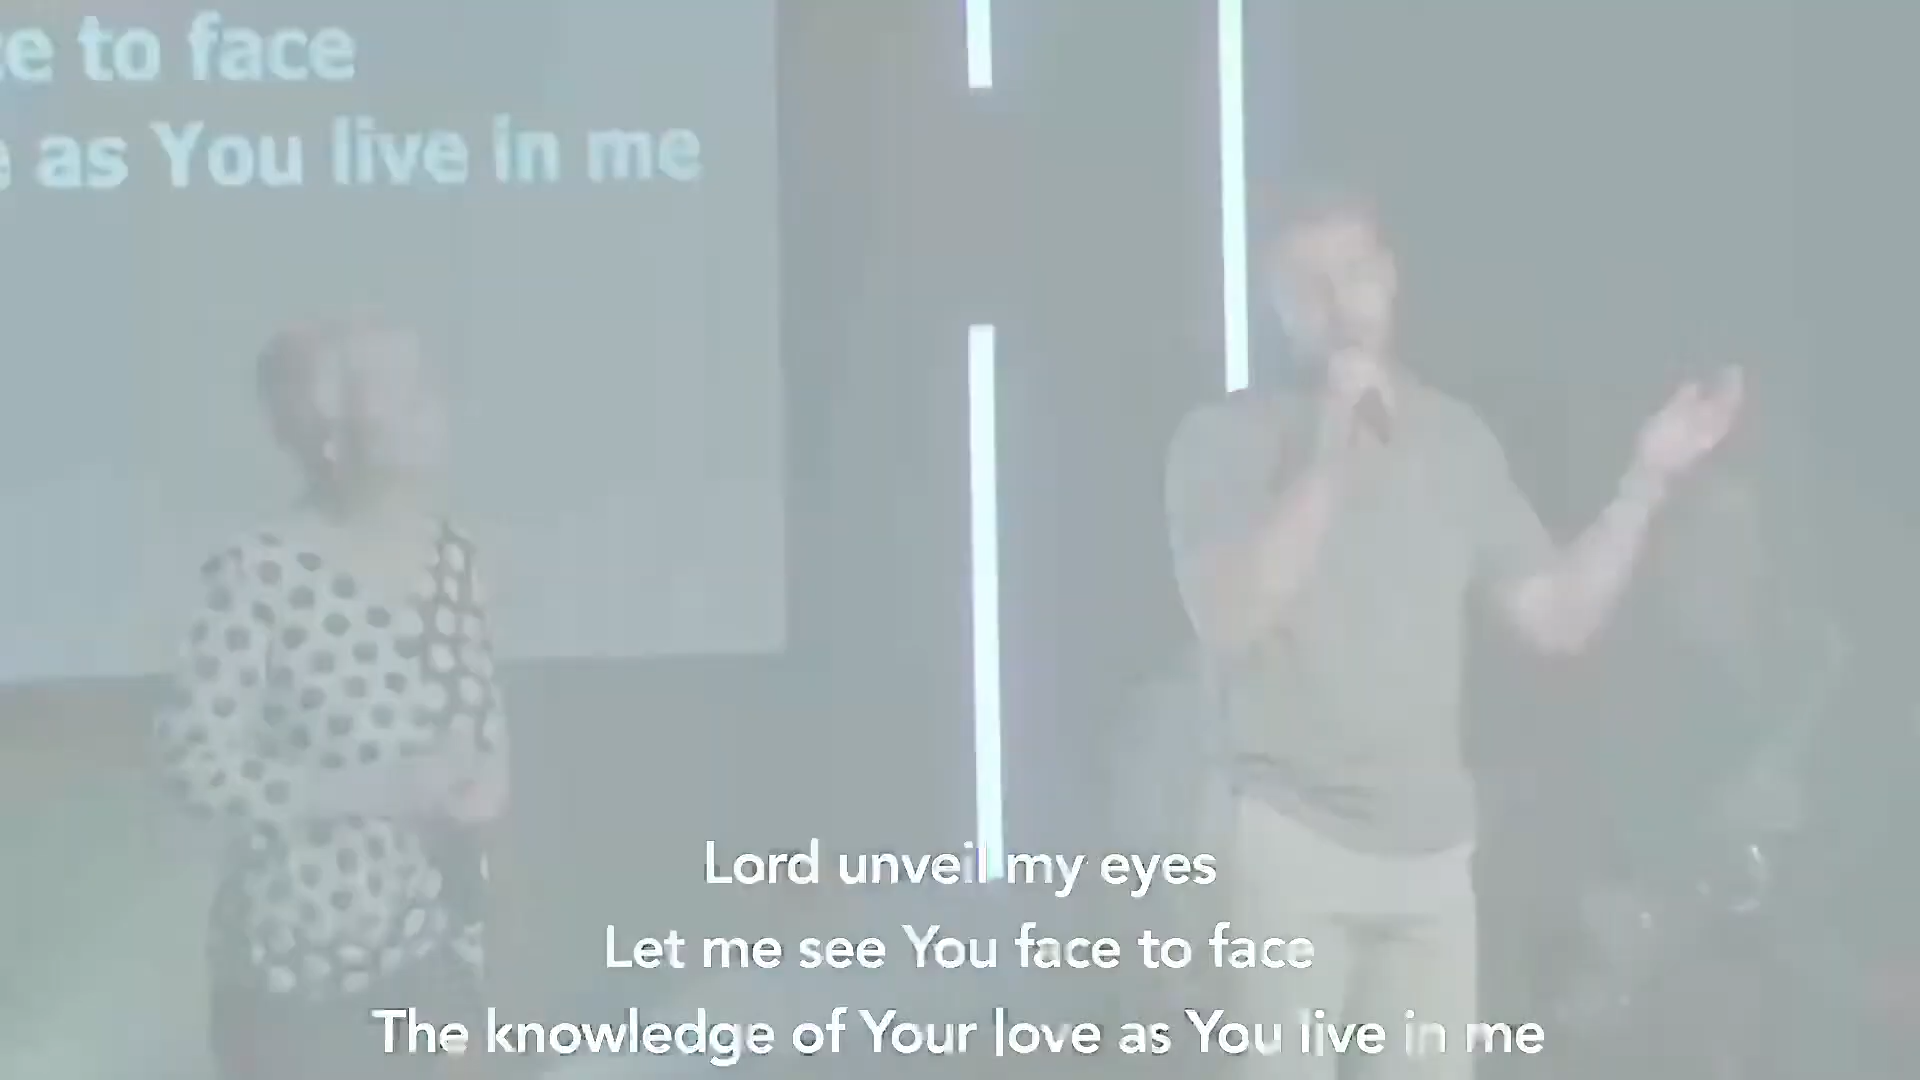 e to face
as You live in me
Lord unveil my eyes
Let me see You face to face
The knowledge of Your love as You live in me